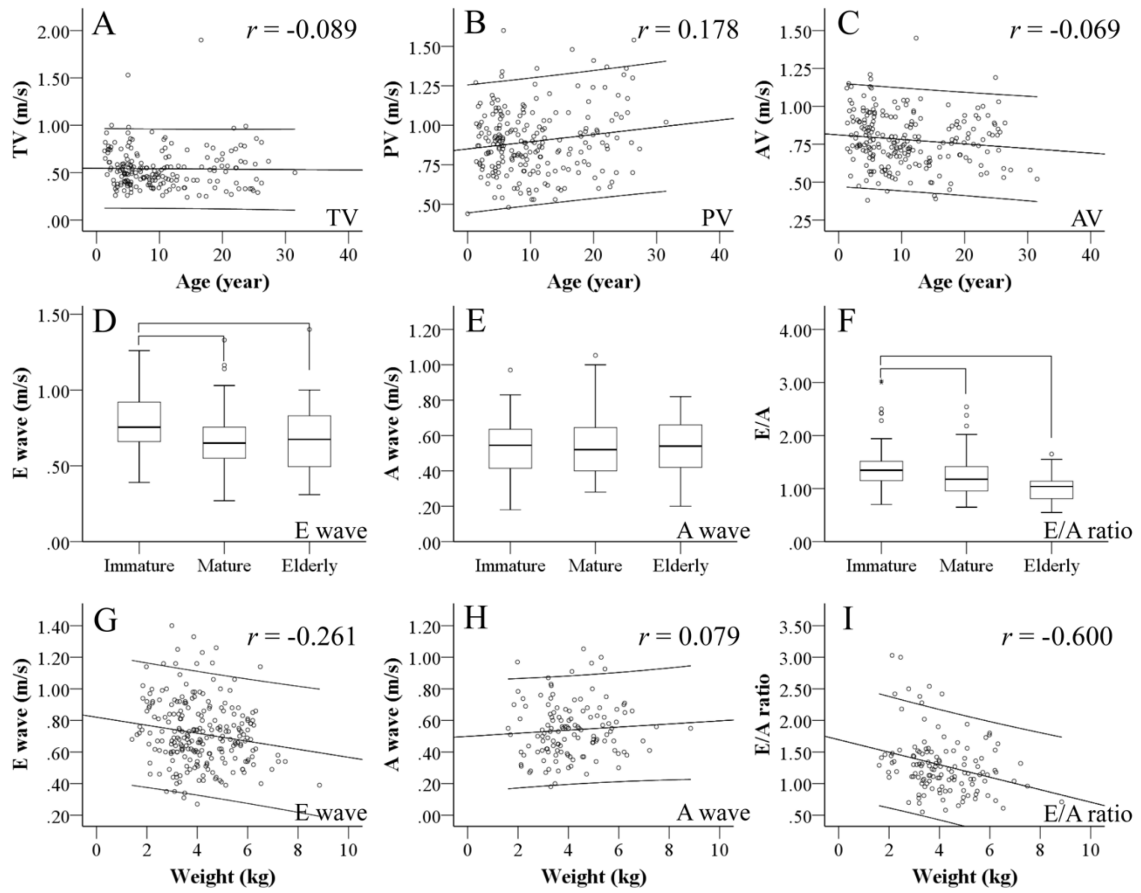 A
r = -0.089
TV (m/s)
2.00
1.50
1.00
.50
.00
TV
0 10 20 30 40
Age (year)
B
r = 0.178
PV (m/s)
1.50
1.25
1.00
.75
.50
PV
0 10 20 30 40
Age (year)
C
r = -0.069
AV (m/s)
1.50
1.25
1.00
.75
.50
.25
AV
0 10 20 30 40
Age (year)
D
E wave (m/s)
1.50
1.00
.50
.00
E wave
Immature Mature Elderly
E
A wave (m/s)
1.20
1.00
.80
.60
.40
.20
.00
A wave
Immature Mature Elderly
F
E/A
4.00
3.00
2.00
1.00
.00
*
E/A ratio
Immature Mature Elderly
G
r = -0.261
E wave (m/s)
1.40
1.20
1.00
.80
.60
.40
.20
E wave
0 2 4 6 8 10
Weight (kg)
H
r = 0.079
A wave (m/s)
1.20
1.00
.80
.60
.40
.20
.00
A wave
0 2 4 6 8 10
Weight (kg)
I
r = -0.600
E/A ratio
3.50
3.00
2.50
2.00
1.50
1.00
.50
E/A ratio
0 2 4 6 8 10
Weight (kg)